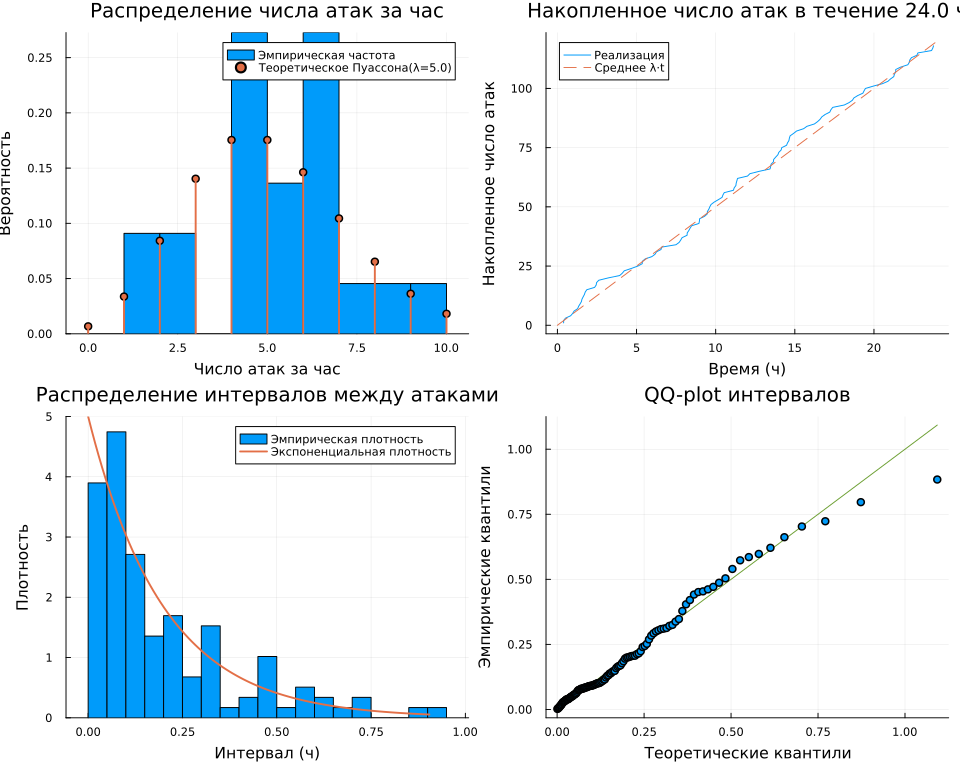 Распределение числа атак за час
Вероятность
0.25
0.20
0.15
0.10
0.05
0.00
Эмпирическая частота
Теоретическое Пуассона(λ=5.0)
0.0 2.5 5.0 7.5 10.0
Число атак за час
Накопленное число атак в течение 24.0 ч
Накопленное число атак
100
75
50
25
0
Реализация
Среднее λ·t
0 5 10 15 20
Время (ч)
Распределение интервалов между атаками
Плотность
5
4
3
2
1
0
Эмпирическая плотность
Экспоненциальная плотность
0.00 0.25 0.50 0.75 1.00
Интервал (ч)
QQ-plot интервалов
Эмпирические квантили
1.00
0.75
0.50
0.25
0.00
0.00 0.25 0.50 0.75 1.00
Теоретические квантили